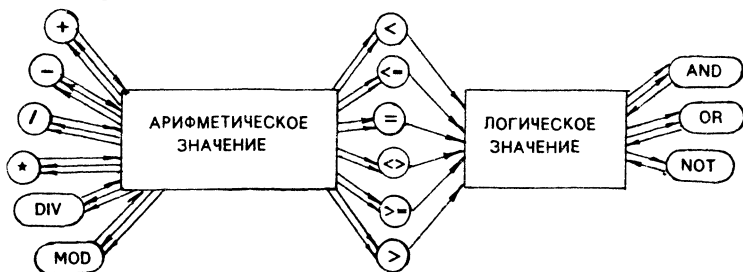 +
−
/
*
DIV
MOD
АРИФМЕТИЧЕСКОЕ
ЗНАЧЕНИЕ
<
<=
=
<>
>=
>
ЛОГИЧЕСКОЕ
ЗНАЧЕНИЕ
AND
OR
NOT